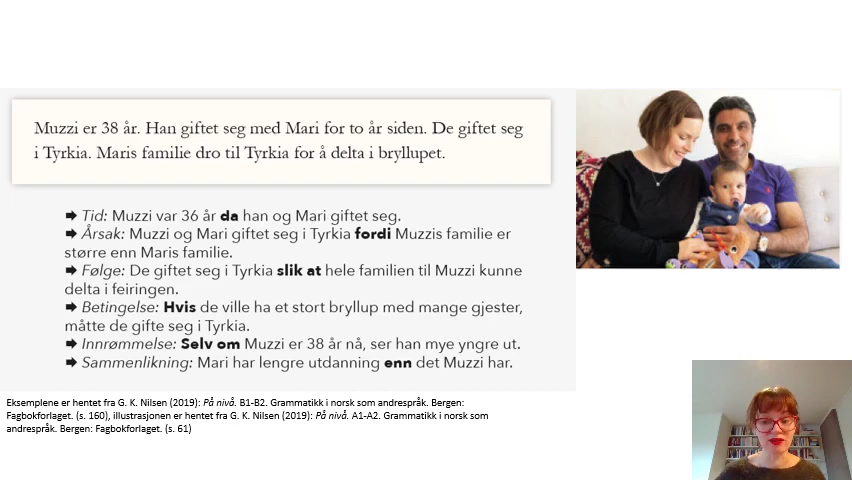 Muzzi er 38 år. Han giftet seg med Mari for to år siden. De giftet seg
i Tyrkia. Maris familie dro til Tyrkia for å delta i bryllupet.
➡ Tid: Muzzi var 36 år da han og Mari giftet seg.
➡ Årsak: Muzzi og Mari giftet seg i Tyrkia fordi Muzzis familie er
større enn Maris familie.
➡ Følge: De giftet seg i Tyrkia slik at hele familien til Muzzi kunne
delta i feiringen.
➡ Betingelse: Hvis de ville ha et stort bryllup med mange gjester,
måtte de gifte seg i Tyrkia.
➡ Innrømmelse: Selv om Muzzi er 38 år nå, ser han mye yngre ut.
➡ Sammenlikning: Mari har lengre utdanning enn det Muzzi har.
Eksemplene er hentet fra G. K. Nilsen (2019): På nivå. B1-B2. Grammatikk i norsk som andrespråk. Bergen:
Fagbokforlaget. (s. 160), illustrasjonen er hentet fra G. K. Nilsen (2019): På nivå. A1-A2. Grammatikk i norsk som
andrespråk. Bergen: Fagbokforlaget. (s. 61)